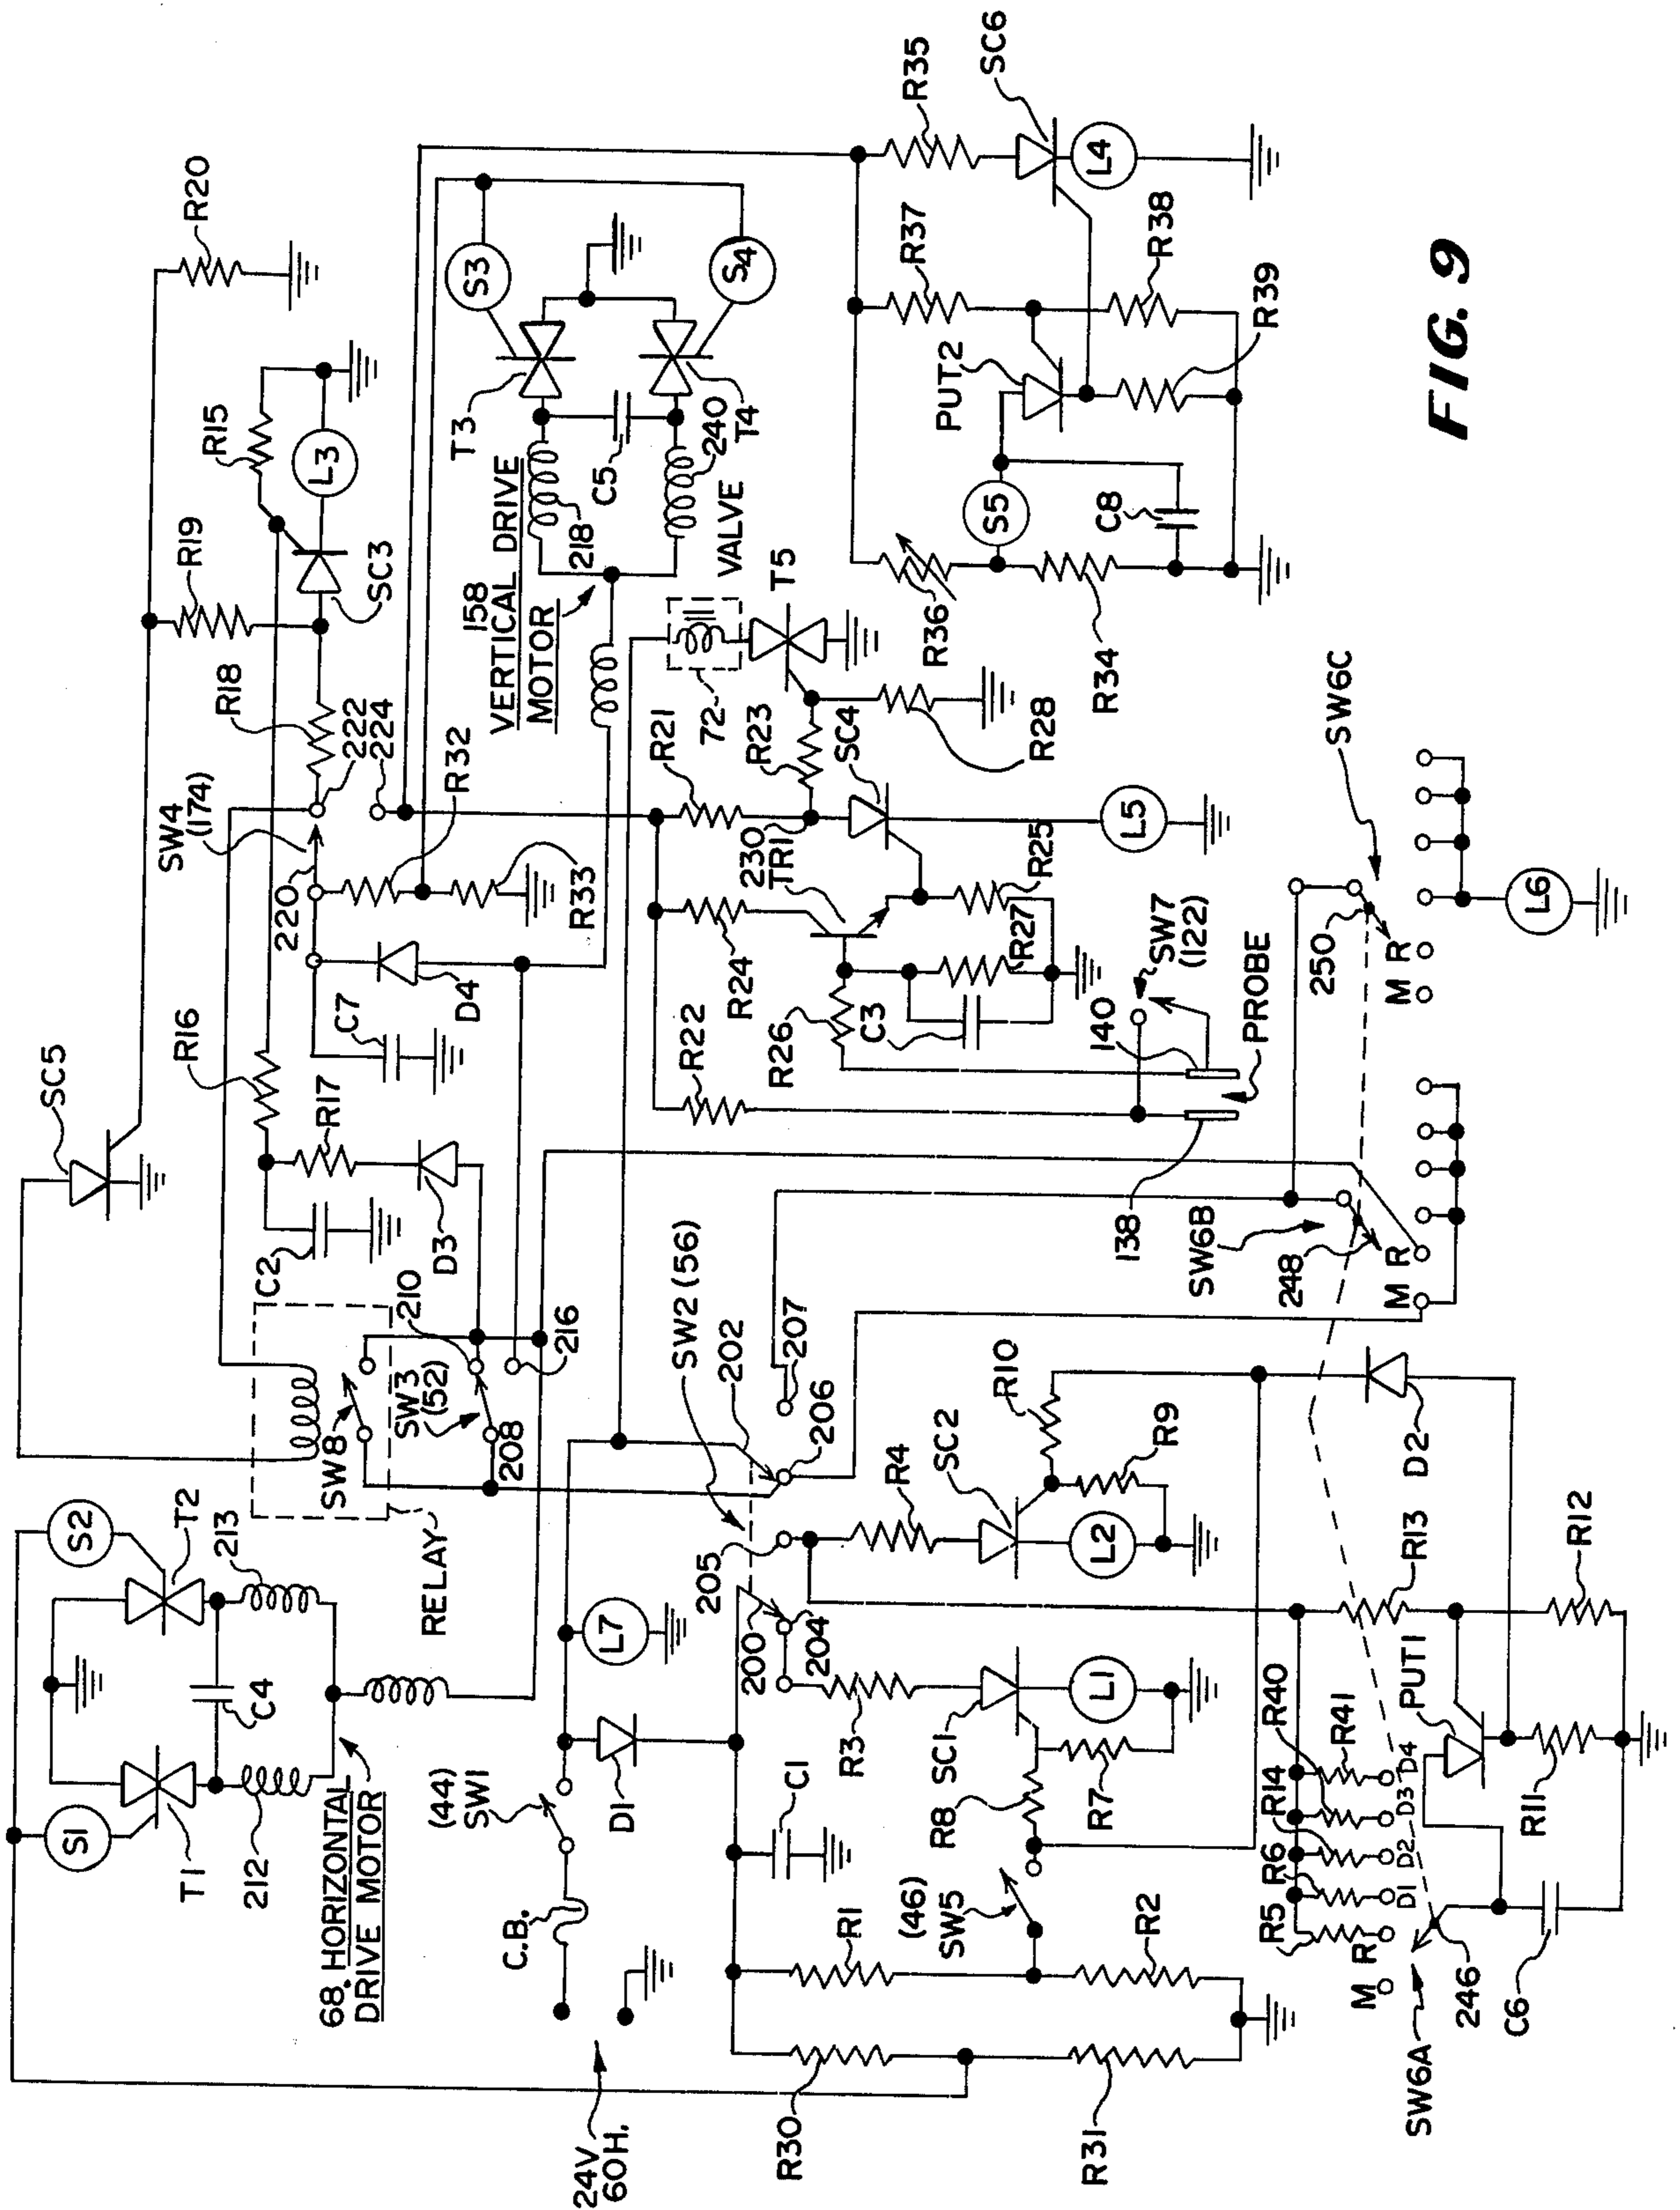 S1
T1
212
68. HORIZONTAL
DRIVE MOTOR
C4
S2
T2
213
RELAY
SW8
SW3
(52)
208
210
216
C2
D3
R17
R16
SC5
C7
D4
220
SW4
(174)
222
224
R18
R32
R33
R19
SC3
R15
L3
R20
158
VERTICAL DRIVE
MOTOR
218
C5
240
T3
T4
S3
S4
VALVE
72
T5
24V
60H.
C.B.
(44)
SW1
D1
L7
C1
R30
R31
R1
R2
(46)
SW5
R8
R7
R3
SC1
L1
200
204
205
SW2 (56)
202
206
207
R4
SC2
L2
R9
R10
D2
R21
R22
R24
R23
230
TR1
SC4
R28
R26
C3
R27
R25
L5
138
140
PROBE
SW7
(122)
R35
SC6
L4
R37
R38
R39
PUT2
S5
C8
R36
R34
SW6A
246
M
R
D1
D2
D3
D4
R5
R6
R14
R40
R41
C6
PUT1
R11
R12
R13
SW6B
248
M R
SW6C
250
M R
L6
FIG. 9